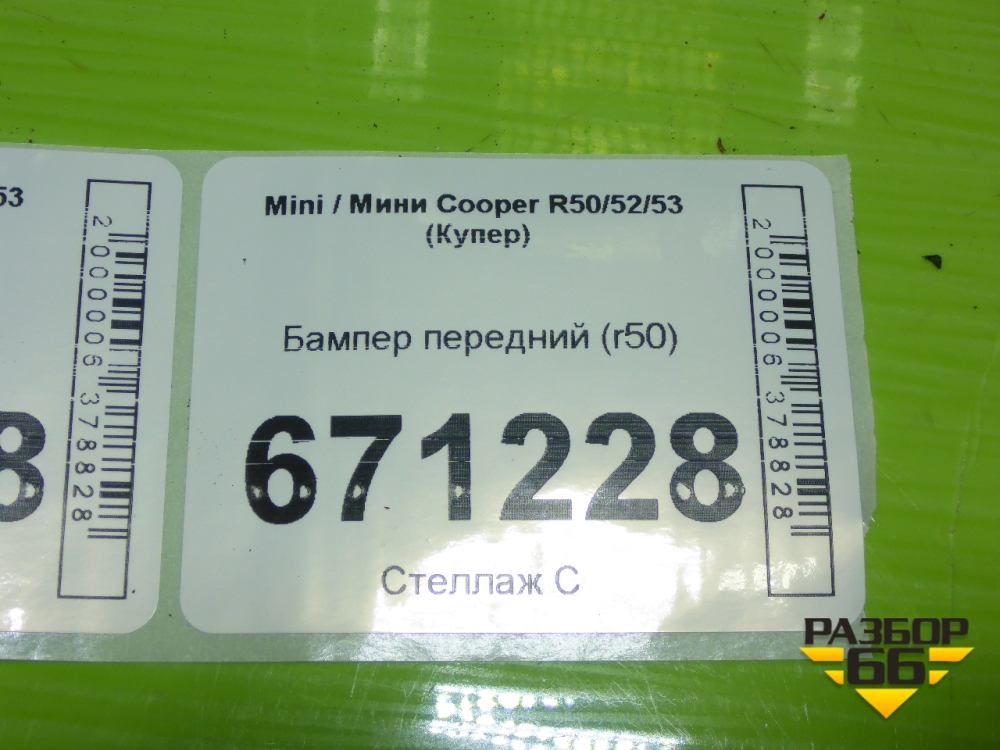 53
2000006378828
8
Mini / Мини Cooper R50/52/53
(Купер)
Бампер передний (r50)
671228
Стеллаж С
2000006378828
РАЗБОР
66